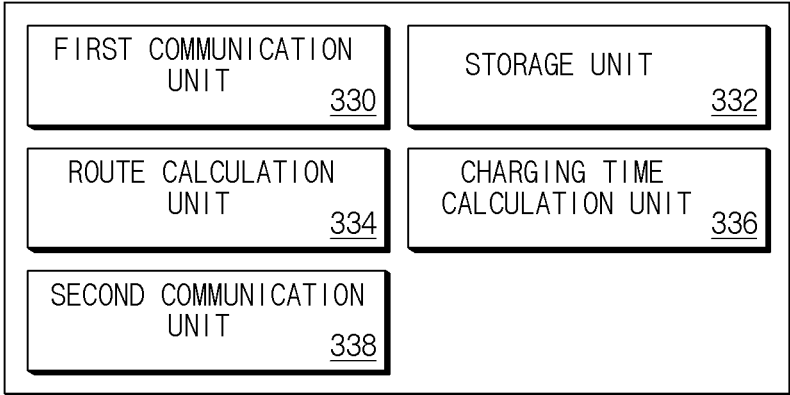 FIRST COMMUNICATION
UNIT
330
STORAGE UNIT
332
ROUTE CALCULATION
UNIT
334
CHARGING TIME
CALCULATION UNIT
336
SECOND COMMUNICATION
UNIT
338